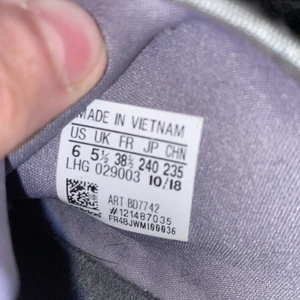 MADE IN VIETNAM
US UK FR JP CHN
6 5½ 38⅔ 240 235
LHG 029003 10/18
ART BD7742
#121487035
FR4BJWM100036